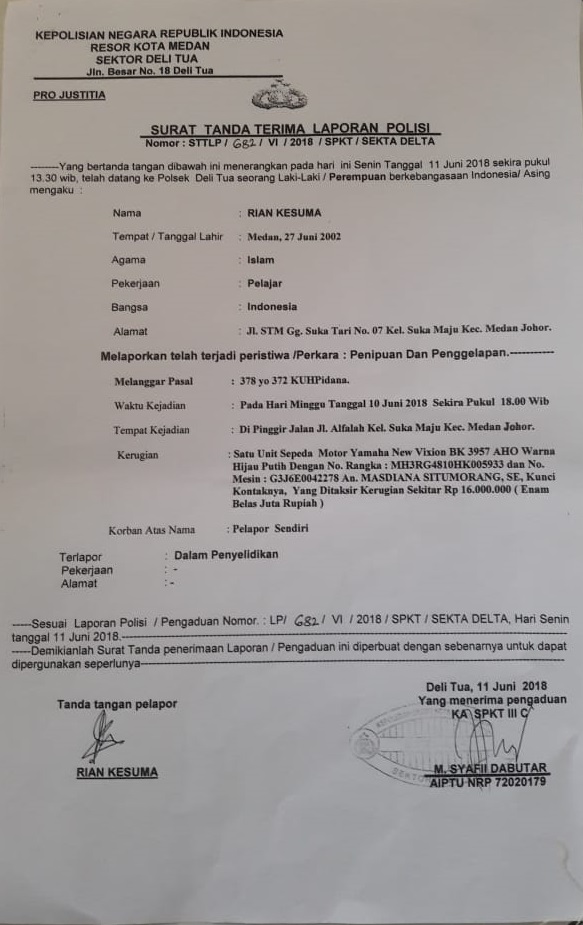 KEPOLISIAN NEGARA REPUBLIK INDONESIA
RESOR KOTA MEDAN
SEKTOR DELI TUA
Jln. Besar No. 18 Deli Tua
PRO JUSTITIA
SURAT TANDA TERIMA LAPORAN POLISI
Nomor : STTLP / 682 / VI / 2018 / SPKT / SEKTA DELTA
--------Yang bertanda tangan dibawah ini menerangkan pada hari ini Senin Tanggal 11 Juni 2018 sekira pukul
13.30 wib, telah datang ke Polsek Deli Tua seorang Laki-Laki / Perempuan berkebangasaan Indonesia/ Asing
mengaku :
Nama : RIAN KESUMA
Tempat / Tanggal Lahir : Medan, 27 Juni 2002
Agama : Islam
Pekerjaan : Pelajar
Bangsa : Indonesia
Alamat : Jl. STM Gg. Suka Tari No. 07 Kel. Suka Maju Kec. Medan Johor.
Melaporkan telah terjadi peristiwa /Perkara : Penipuan Dan Penggelapan.-----------
Melanggar Pasal : 378 yo 372 KUHPidana.
Waktu Kejadian : Pada Hari Minggu Tanggal 10 Juni 2018 Sekira Pukul 18.00 Wib
Tempat Kejadian : Di Pinggir Jalan Jl. Alfalah Kel. Suka Maju Kec. Medan Johor.
Kerugian : Satu Unit Sepeda Motor Yamaha New Vixion BK 3957 AHO Warna
Hijau Putih Dengan No. Rangka : MH3RG4810HK005933 dan No.
Mesin : G3J6E0042278 An. MASDIANA SITUMORANG, SE, Kunci
Kontaknya, Yang Ditaksir Kerugian Sekitar Rp 16.000.000 ( Enam
Belas Juta Rupiah )
Korban Atas Nama : Pelapor Sendiri
Terlapor : Dalam Penyelidikan
Pekerjaan : -
Alamat :-
-----Sesuai Laporan Polisi / Pengaduan Nomor. : LP/ 682 / VI / 2018 / SPKT / SEKTA DELTA, Hari Senin
tanggal 11 Juni 2018.-----------
-----Demikianlah Surat Tanda penerimaan Laporan / Pengaduan ini diperbuat dengan sebenarnya untuk dapat
dipergunakan seperlunya-----------
Deli Tua, 11 Juni 2018
Tanda tangan pelapor
Yang menerima pengaduan
KA SPKT III C
RIAN KESUMA
M. SYAFII DABUTAR
AIPTU NRP 72020179